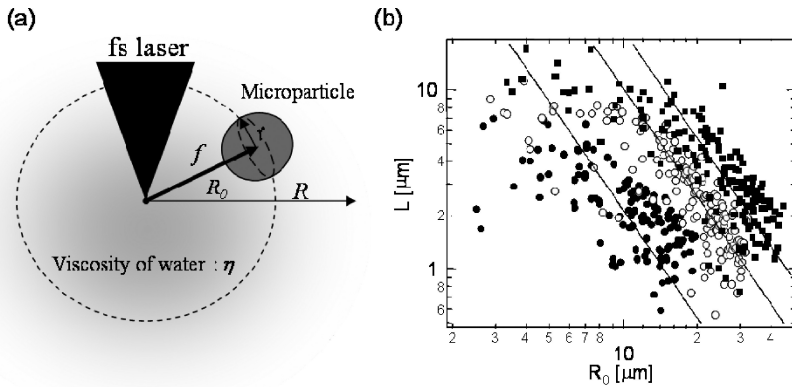 (a)
fs laser
Microparticle
r
f
R₀
R
Viscosity of water : η
(b)
L [μm]
10
8
6
4
2
1
8
6
2
3
4
5
6
7
8
10
2
3
4
R₀ [μm]